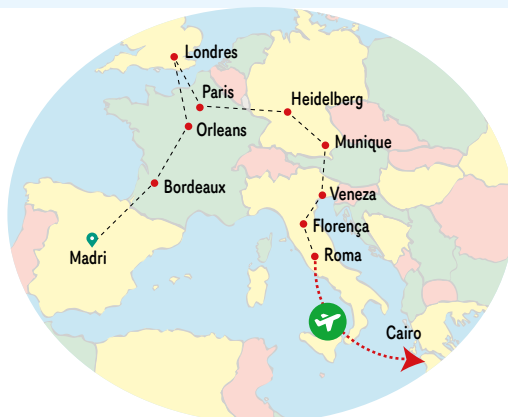 Londres
Paris
Heidelberg
Orleans
Munique
Bordeaux
Veneza
Florença
Madri
Roma
Cairo